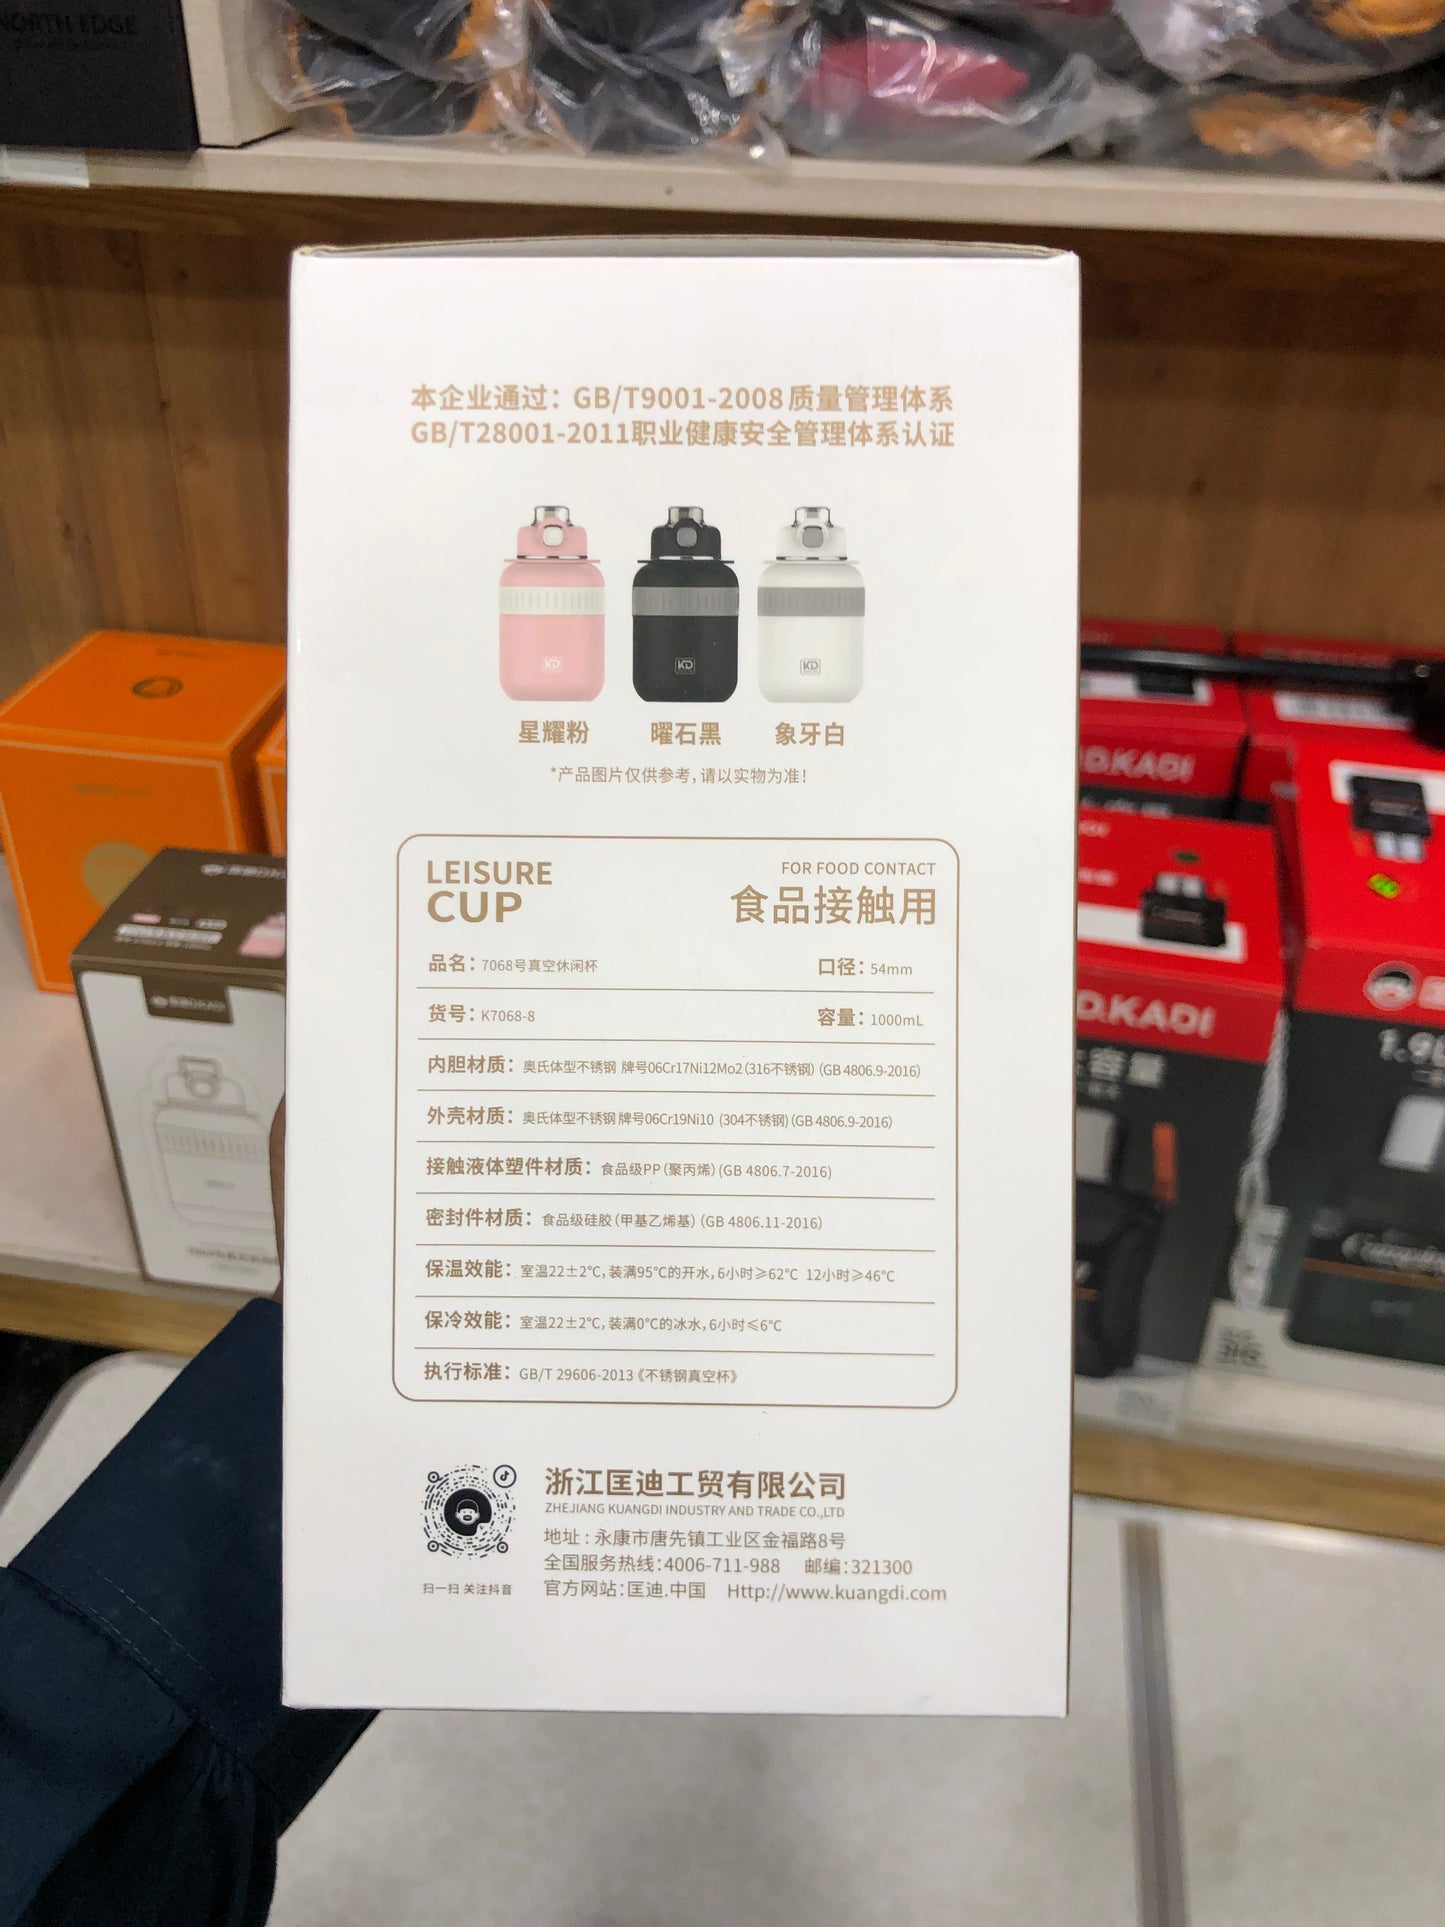 NORTH EDGE
本企业通过：GB/T9001-2008质量管理体系
GB/T28001-2011职业健康安全管理体系认证
KD KD KD
星耀粉 曜石黑 象牙白
*产品图片仅供参考，请以实物为准！
LEISURE
CUP
FOR FOOD CONTACT
食品接触用
品名：7068号真空休闲杯 口径：54mm
货号：K7068-8 容量：1000mL
内胆材质：奥氏体型不锈钢 牌号06Cr17Ni12Mo2（316不锈钢）（GB 4806.9-2016）
外壳材质：奥氏体型不锈钢 牌号06Cr19Ni10（304不锈钢）（GB 4806.9-2016）
接触液体塑件材质：食品级PP（聚丙烯）（GB 4806.7-2016）
密封件材质：食品级硅胶（甲基乙烯基）（GB 4806.11-2016）
保温效能：室温22±2℃，装满95℃的开水，6小时≥62℃ 12小时≥46℃
保冷效能：室温22±2℃，装满0℃的冰水，6小时≤6℃
执行标准：GB/T 29606-2013《不锈钢真空杯》
浙江匡迪工贸有限公司
ZHEJIANG KUANGDI INDUSTRY AND TRADE CO.,LTD
地址：永康市唐先镇工业区金福路8号
全国服务热线：4006-711-988 邮编：321300
官方网站：匡迪.中国 Http://www.kuangdi.com
扫一扫 关注抖音
D.KADI
D.KADI
容量